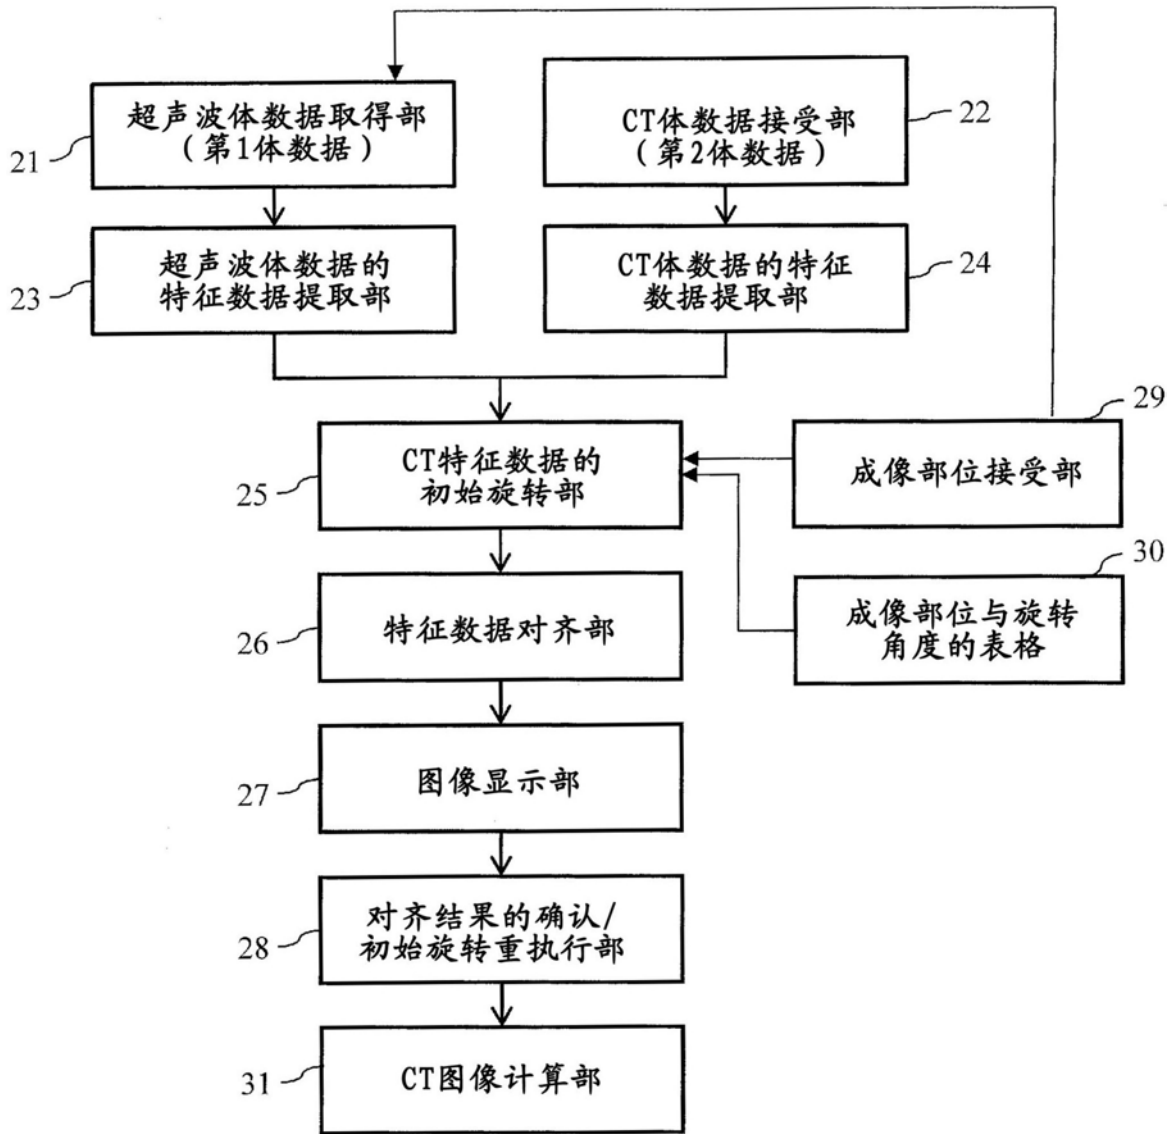 超声波体数据取得部
(第1体数据)
21
CT体数据接受部
(第2体数据)
22
超声波体数据的
特征数据提取部
23
CT体数据的特征
数据提取部
24
CT特征数据的
初始旋转部
25
成像部位接受部
29
特征数据对齐部
26
成像部位与旋转
角度的表格
30
图像显示部
27
对齐结果的确认/
初始旋转重执行部
28
CT图像计算部
31